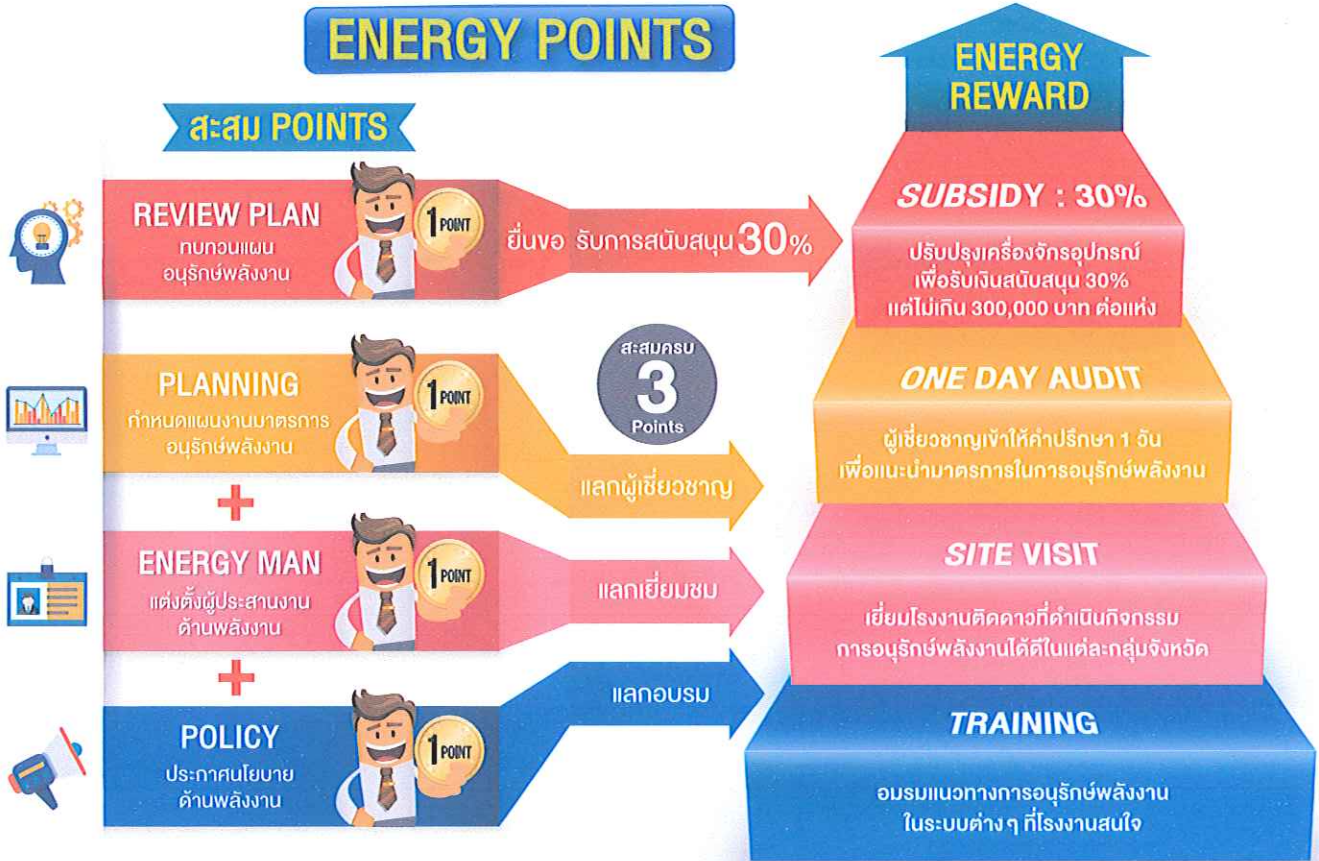 ENERGY POINTS
สะสม POINTS
REVIEW PLAN
ทบทวนแผน
อนุรักษ์พลังงาน
1 POINT
ยื่นขอ รับการสนับสนุน 30%
PLANNING
กำหนดแผนงานมาตรการ
อนุรักษ์พลังงาน
1 POINT
สะสมครบ
3
Points
แลกผู้เชี่ยวชาญ
+
ENERGY MAN
แต่งตั้งผู้ประสานงาน
ด้านพลังงาน
1 POINT
แลกเยี่ยมชม
+
POLICY
ประกาศนโยบาย
ด้านพลังงาน
1 POINT
แลกอบรม
ENERGY
REWARD
SUBSIDY : 30%
ปรับปรุงเครื่องจักรอุปกรณ์
เพื่อรับเงินสนับสนุน 30%
แต่ไม่เกิน 300,000 บาท ต่อแห่ง
ONE DAY AUDIT
ผู้เชี่ยวชาญเข้าให้คำปรึกษา 1 วัน
เพื่อแนะนำมาตรการในการอนุรักษ์พลังงาน
SITE VISIT
เยี่ยมโรงงานติดดาวที่ดำเนินกิจกรรม
การอนุรักษ์พลังงานได้ดีในแต่ละกลุ่มจังหวัด
TRAINING
อมรมแนวทางการอนุรักษ์พลังงาน
ในระบบต่างๆ ที่โรงงานสนใจ